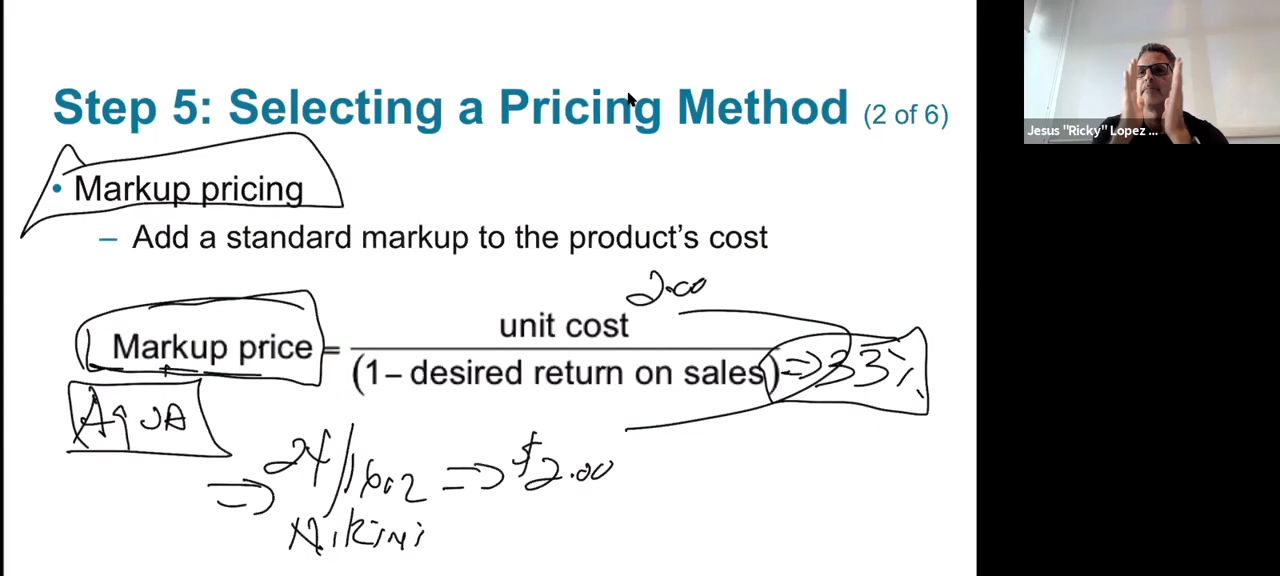 Step 5: Selecting a Pricing Method (2 of 6)
Jesus "Ricky" Lopez ...
• Markup pricing
– Add a standard markup to the product's cost
2.00
Markup price = unit cost
(1 – desired return on sales) => 33%
AguA
=> 24/16oz => $2.00